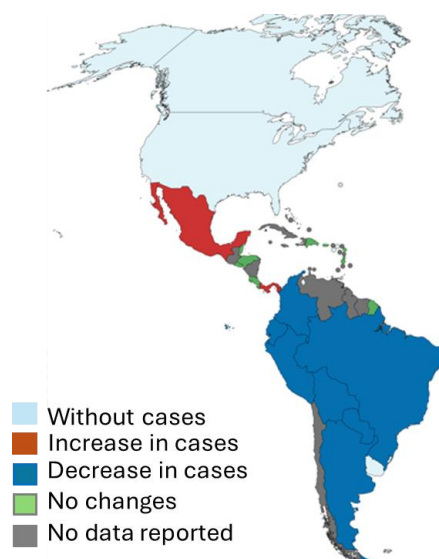 Without cases
Increase in cases
Decrease in cases
No changes
No data reported